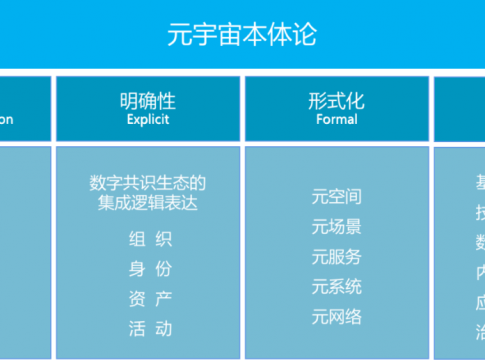 元宇宙本体论
on
明确性
Explicit
形式化
Formal
数字共识生态的
集成逻辑表达
组 织
身 份
资 产
活 动
元空间
元场景
元服务
元系统
元网络
基
技
数
内
应
治